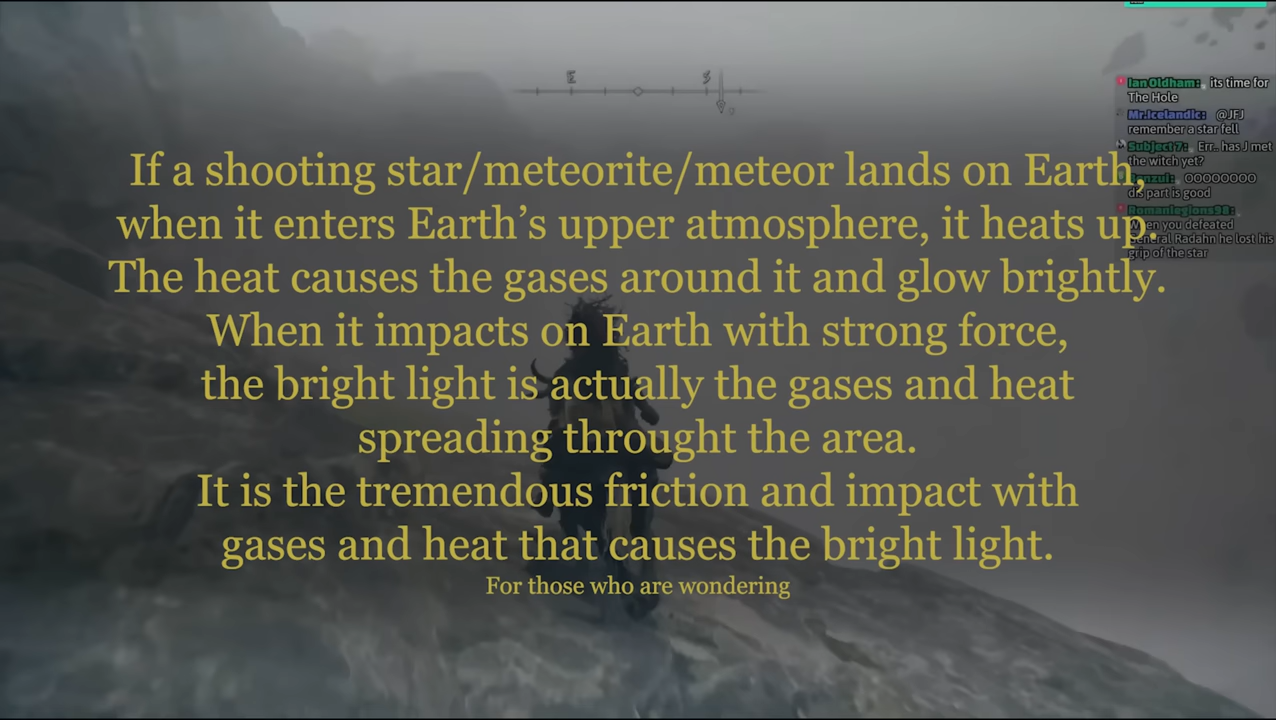 E
S
Ian Oldham: its time for
The Hole
Mr.Icelandic: @JFJ
remember a star fell
Subject 7: Err.. has J met
the witch yet?
OOOOOOOO
dis part is good
Romanlegions98:
When you defeated
General Radahn he lost his
grip of the star
If a shooting star/meteorite/meteor lands on Earth,
when it enters Earth’s upper atmosphere, it heats up.
The heat causes the gases around it and glow brightly.
When it impacts on Earth with strong force,
the bright light is actually the gases and heat
spreading throught the area.
It is the tremendous friction and impact with
gases and heat that causes the bright light.
For those who are wondering